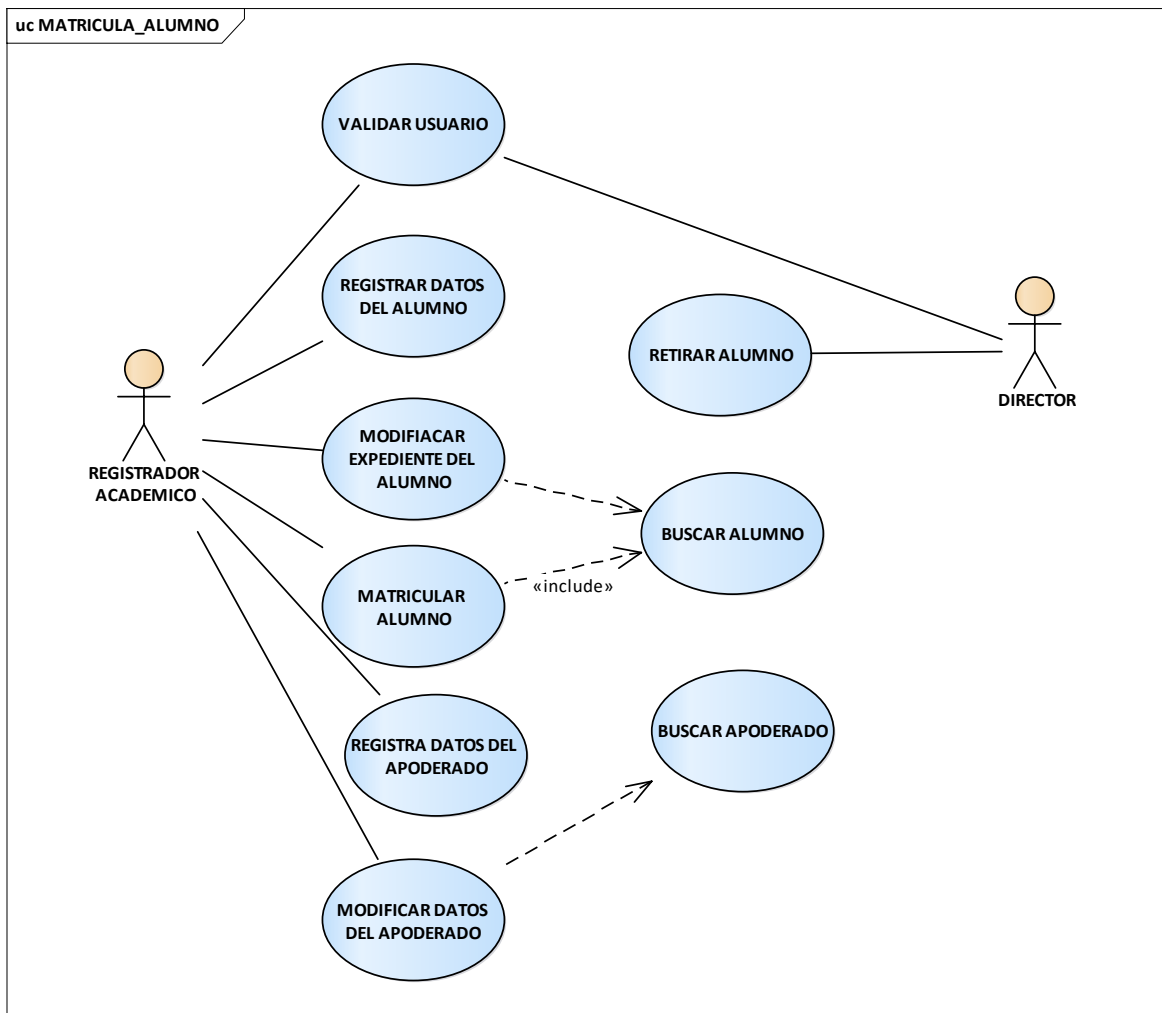 uc MATRICULA_ALUMNO
VALIDAR USUARIO
REGISTRAR DATOS
DEL ALUMNO
RETIRAR ALUMNO
DIRECTOR
REGISTRADOR
ACADEMICO
MODIFIACAR
EXPEDIENTE DEL
ALUMNO
BUSCAR ALUMNO
«include»
MATRICULAR
ALUMNO
BUSCAR APODERADO
REGISTRA DATOS DEL
APODERADO
MODIFICAR DATOS
DEL APODERADO